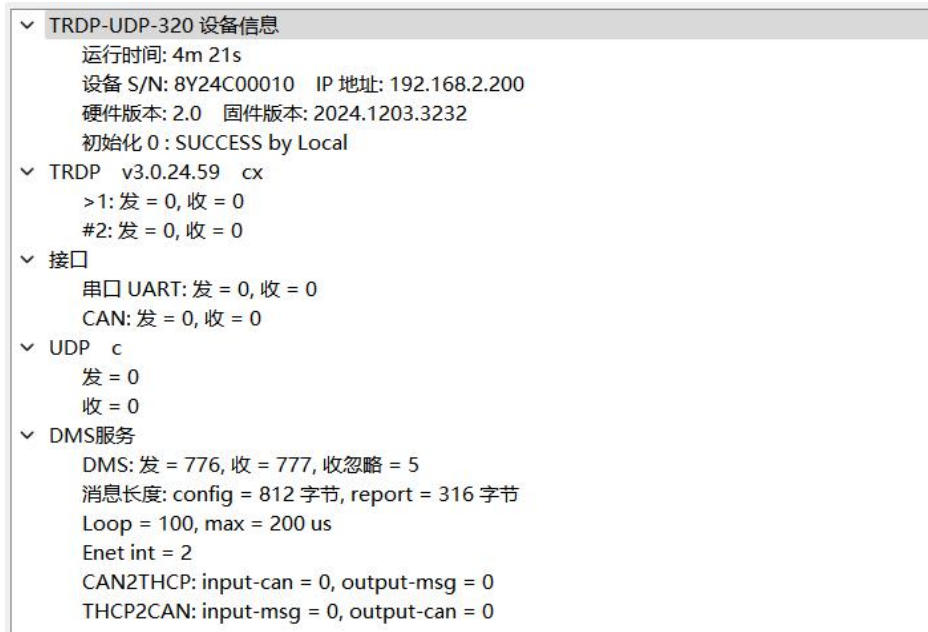 TRDP-UDP-320 设备信息
运行时间: 4m 21s
设备 S/N: 8Y24C00010 IP 地址: 192.168.2.200
硬件版本: 2.0 固件版本: 2024.1203.3232
初始化 0 : SUCCESS by Local
TRDP v3.0.24.59 cx
>1: 发 = 0, 收 = 0
#2: 发 = 0, 收 = 0
接口
串口 UART: 发 = 0, 收 = 0
CAN: 发 = 0, 收 = 0
UDP c
发 = 0
收 = 0
DMS服务
DMS: 发 = 776, 收 = 777, 收忽略 = 5
消息长度: config = 812 字节, report = 316 字节
Loop = 100, max = 200 us
Enet int = 2
CAN2THCP: input-can = 0, output-msg = 0
THCP2CAN: input-msg = 0, output-can = 0